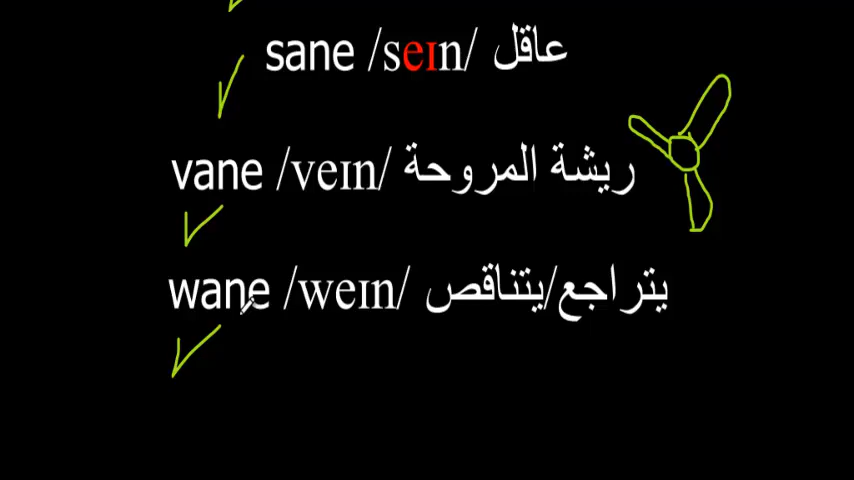 sane /seɪn/ عاقل
vane /veɪn/ ريشة المروحة
wane /weɪn/ يتراجع/يتناقص